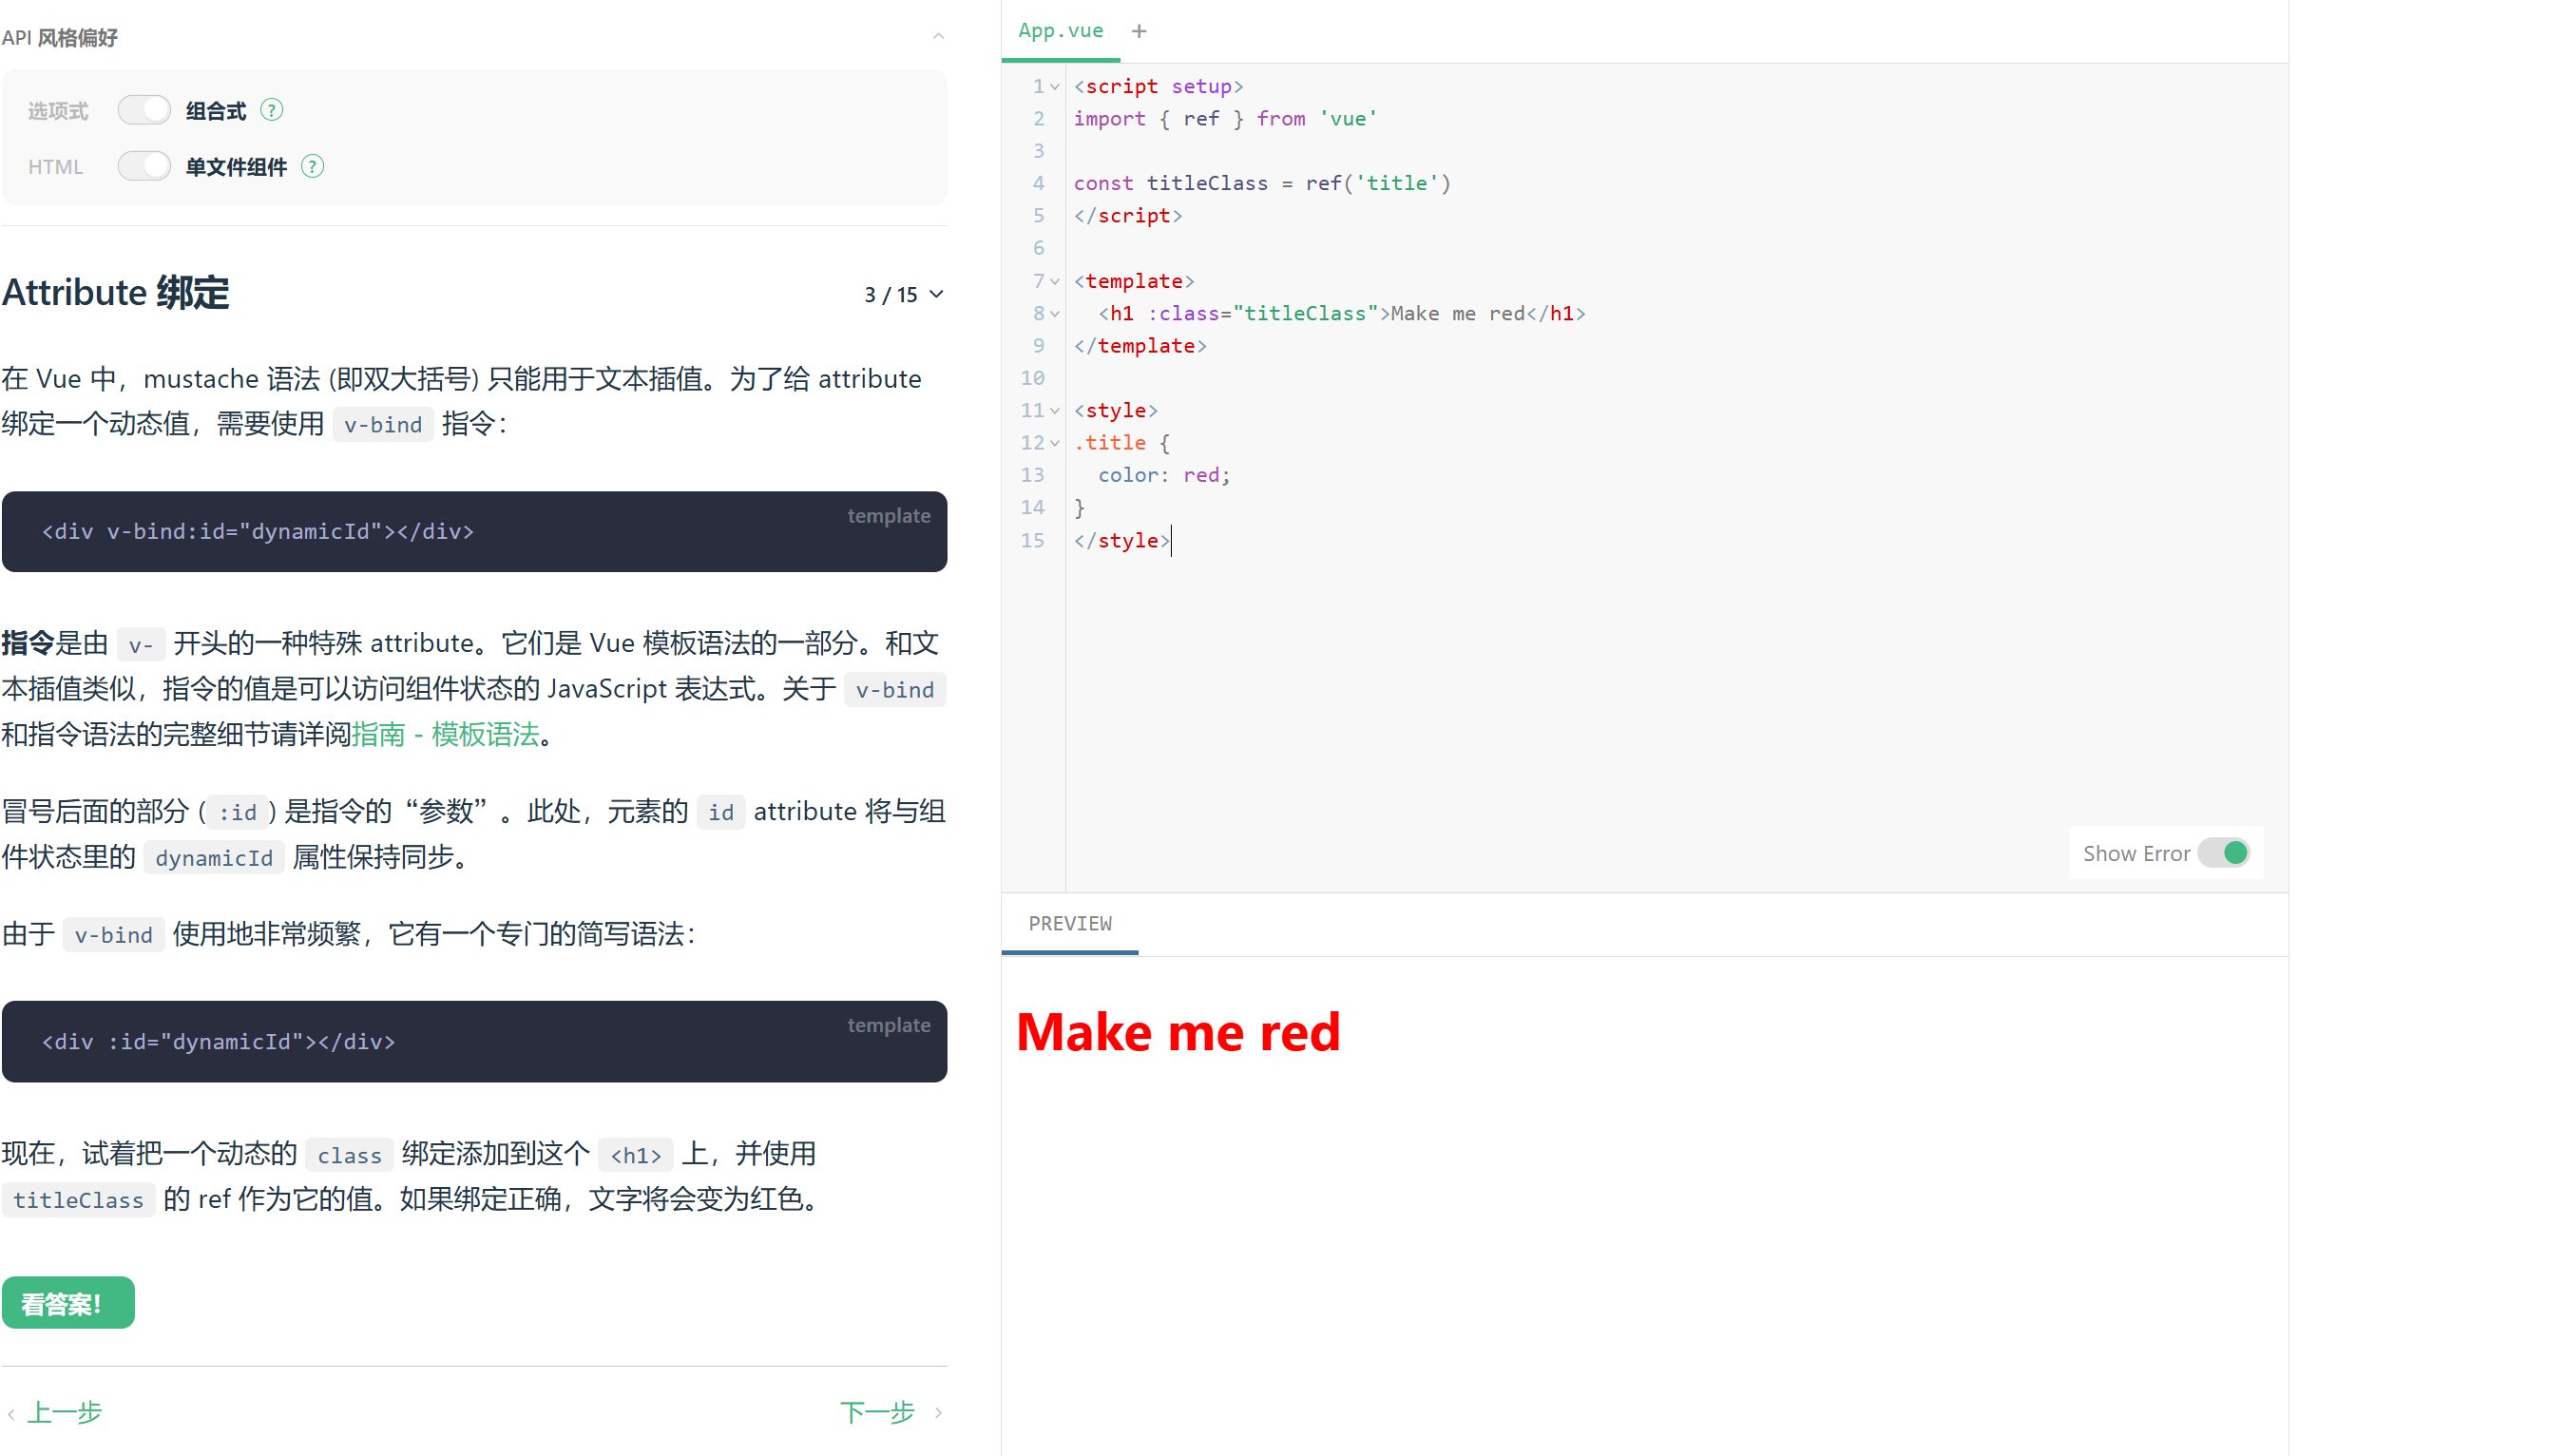 API 风格偏好
选项式 组合式 ?
HTML 单文件组件 ?
Attribute 绑定
3 / 15
在 Vue 中，mustache 语法 (即双大括号) 只能用于文本插值。为了给 attribute
绑定一个动态值，需要使用 v-bind 指令：
template
<div v-bind:id="dynamicId"></div>
指令是由 v- 开头的一种特殊 attribute。它们是 Vue 模板语法的一部分。和文
本插值类似，指令的值是可以访问组件状态的 JavaScript 表达式。关于 v-bind
和指令语法的完整细节请详阅指南 - 模板语法。
冒号后面的部分 (:id) 是指令的“参数”。此处，元素的 id attribute 将与组
件状态里的 dynamicId 属性保持同步。
由于 v-bind 使用地非常频繁，它有一个专门的简写语法：
template
<div :id="dynamicId"></div>
现在，试着把一个动态的 class 绑定添加到这个 <h1> 上，并使用
titleClass 的 ref 作为它的值。如果绑定正确，文字将会变为红色。
看答案！
上一步
下一步
App.vue +
1 <script setup>
2 import { ref } from 'vue'
3
4 const titleClass = ref('title')
5 </script>
6
7 <template>
8   <h1 :class="titleClass">Make me red</h1>
9 </template>
10
11 <style>
12 .title {
13   color: red;
14 }
15 </style>
Show Error
PREVIEW
Make me red